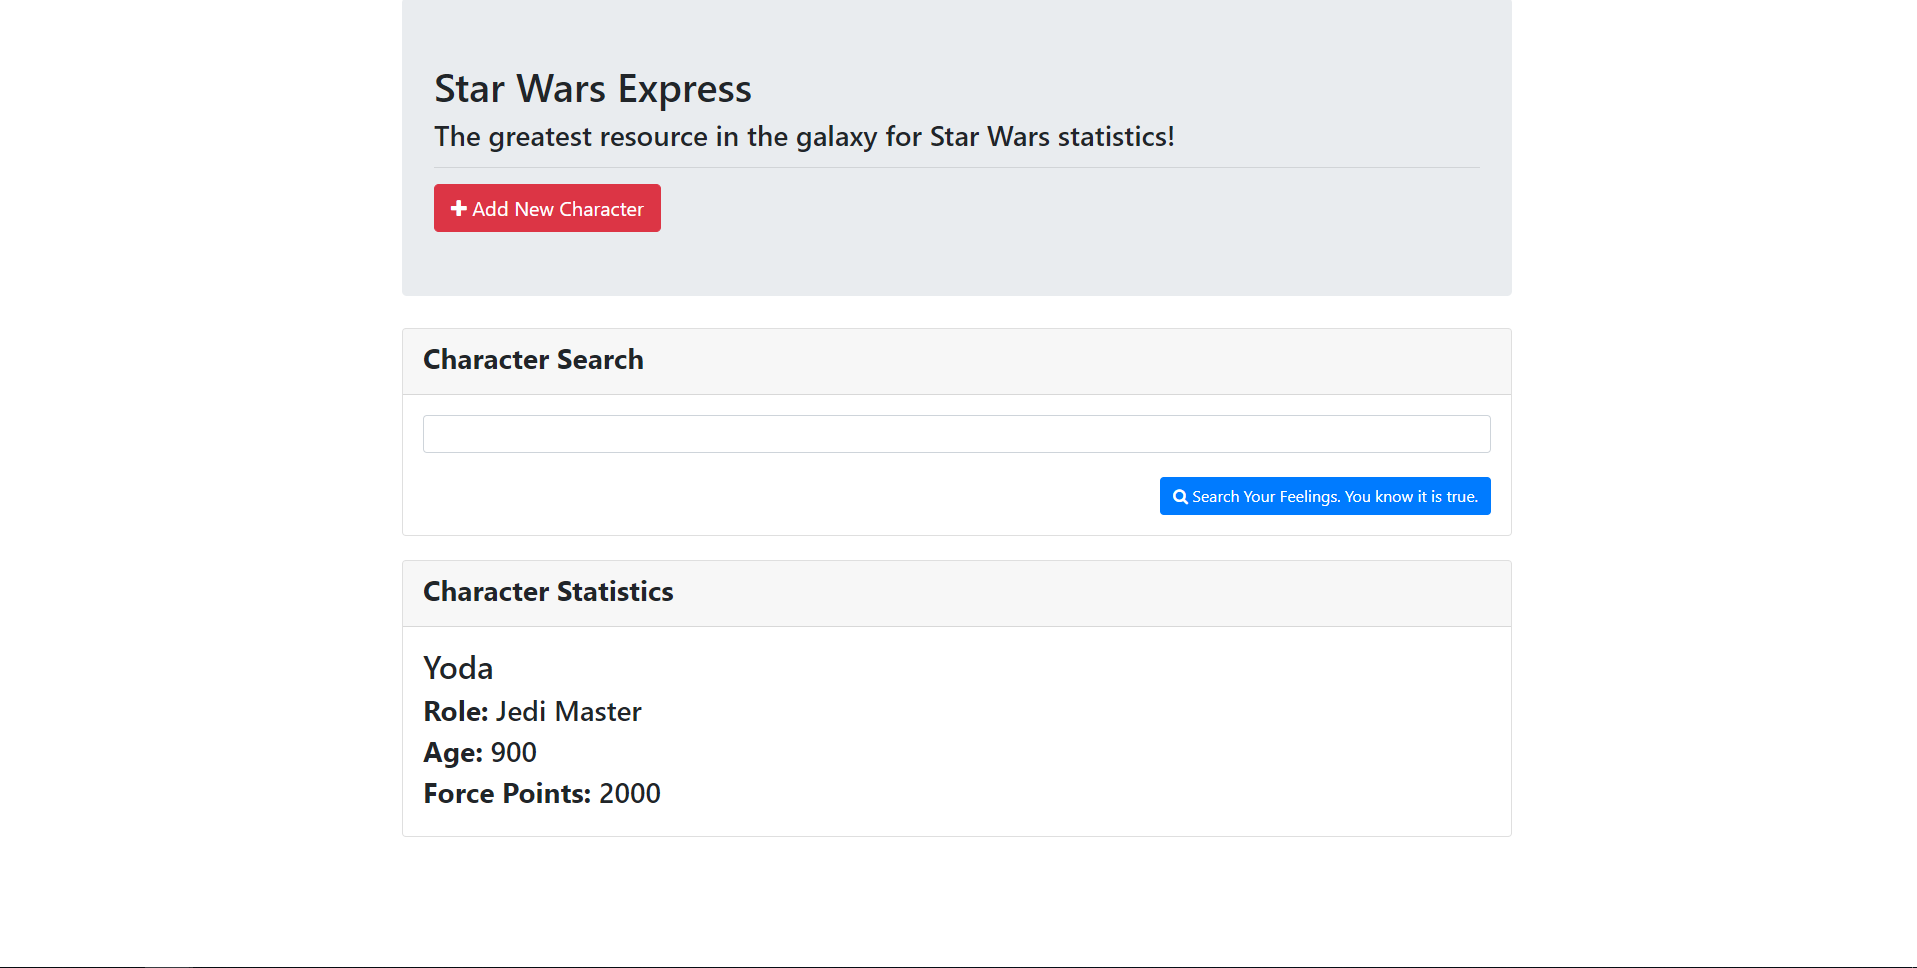 Star Wars Express
The greatest resource in the galaxy for Star Wars statistics!
Add New Character
Character Search
Search Your Feelings. You know it is true.
Character Statistics
Yoda
Role: Jedi Master
Age: 900
Force Points: 2000